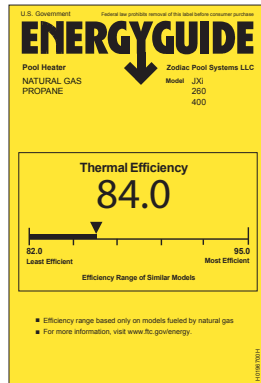 U.S. Government Federal law prohibits removal of this label before consumer purchase
ENERGYGUIDE
Pool Heater Zodiac Pool Systems LLC
NATURAL GAS Model JXi
PROPANE 260
400
Thermal Efficiency
84.0
82.0 95.0
Least Efficient Most Efficient
Efficiency Range of Similar Models
■ Efficiency range based only on models fueled by natural gas
■ For more information, visit www.ftc.gov/energy.
H0196700H